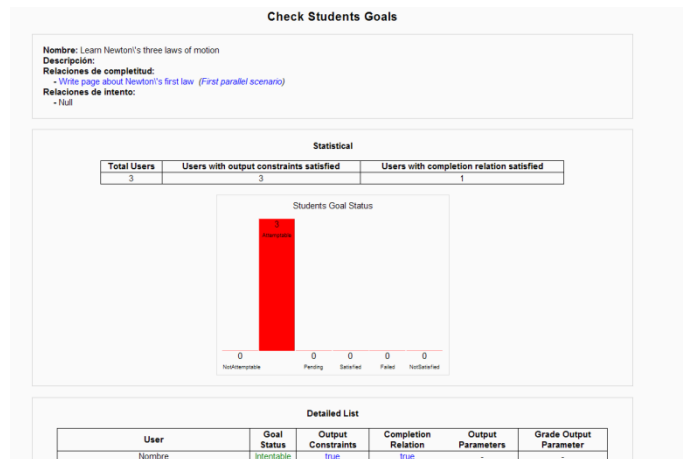 Check Students Goals
Nombre: Learn Newton\'s three laws of motion
Descripción:
Relaciones de completitud:
- Write page about Newton\'s first law (First parallel scenario)
Relaciones de intento:
- Null
Statistical
Total Users Users with output constraints satisfied Users with completion relation satisfied
3 3 1
Students Goal Status
3
Intemptable
0 0 0 0 0
NotAttemptable Pending Satisfied Failed NotSatisfied
Detailed List
User Goal Status Output Constraints Completion Relation Output Parameters Grade Output Parameter
Nombre Intentable true true - -